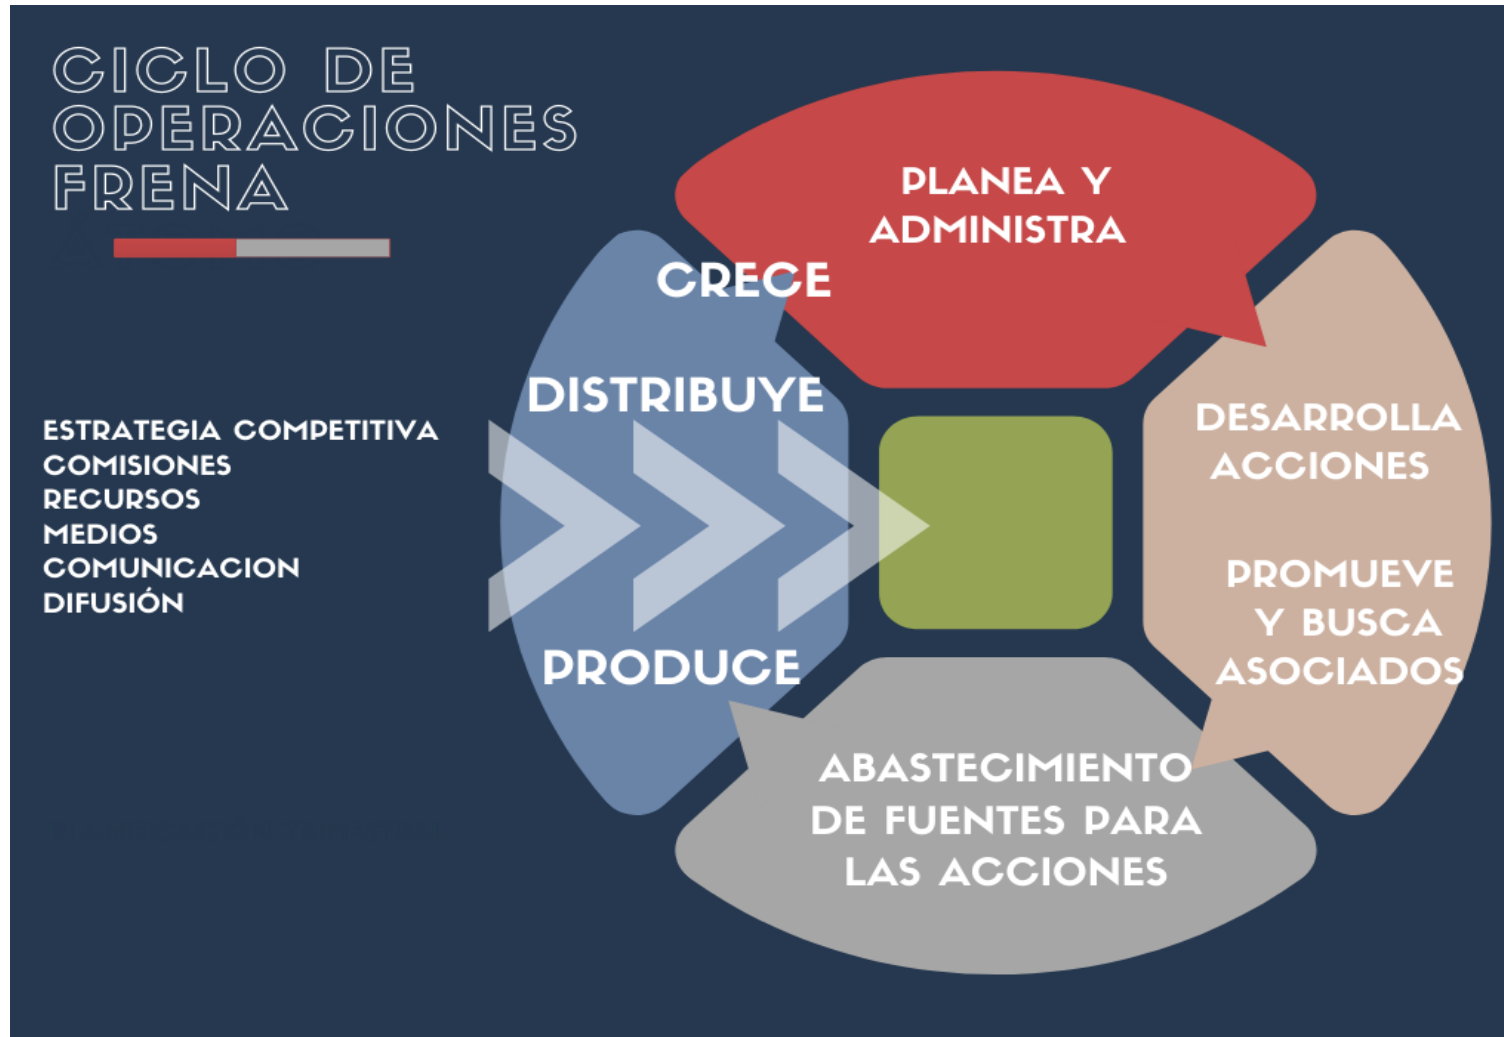 CICLO DE
OPERACIONES
FRENA
ESTRATEGIA COMPETITIVA
COMISIONES
RECURSOS
MEDIOS
COMUNICACION
DIFUSIÓN
PLANEA Y
ADMINISTRA
DESARROLLA
ACCIONES
PROMUEVE
Y BUSCA
ASOCIADOS
ABASTECIMIENTO
DE FUENTES PARA
LAS ACCIONES
CRECE
DISTRIBUYE
PRODUCE